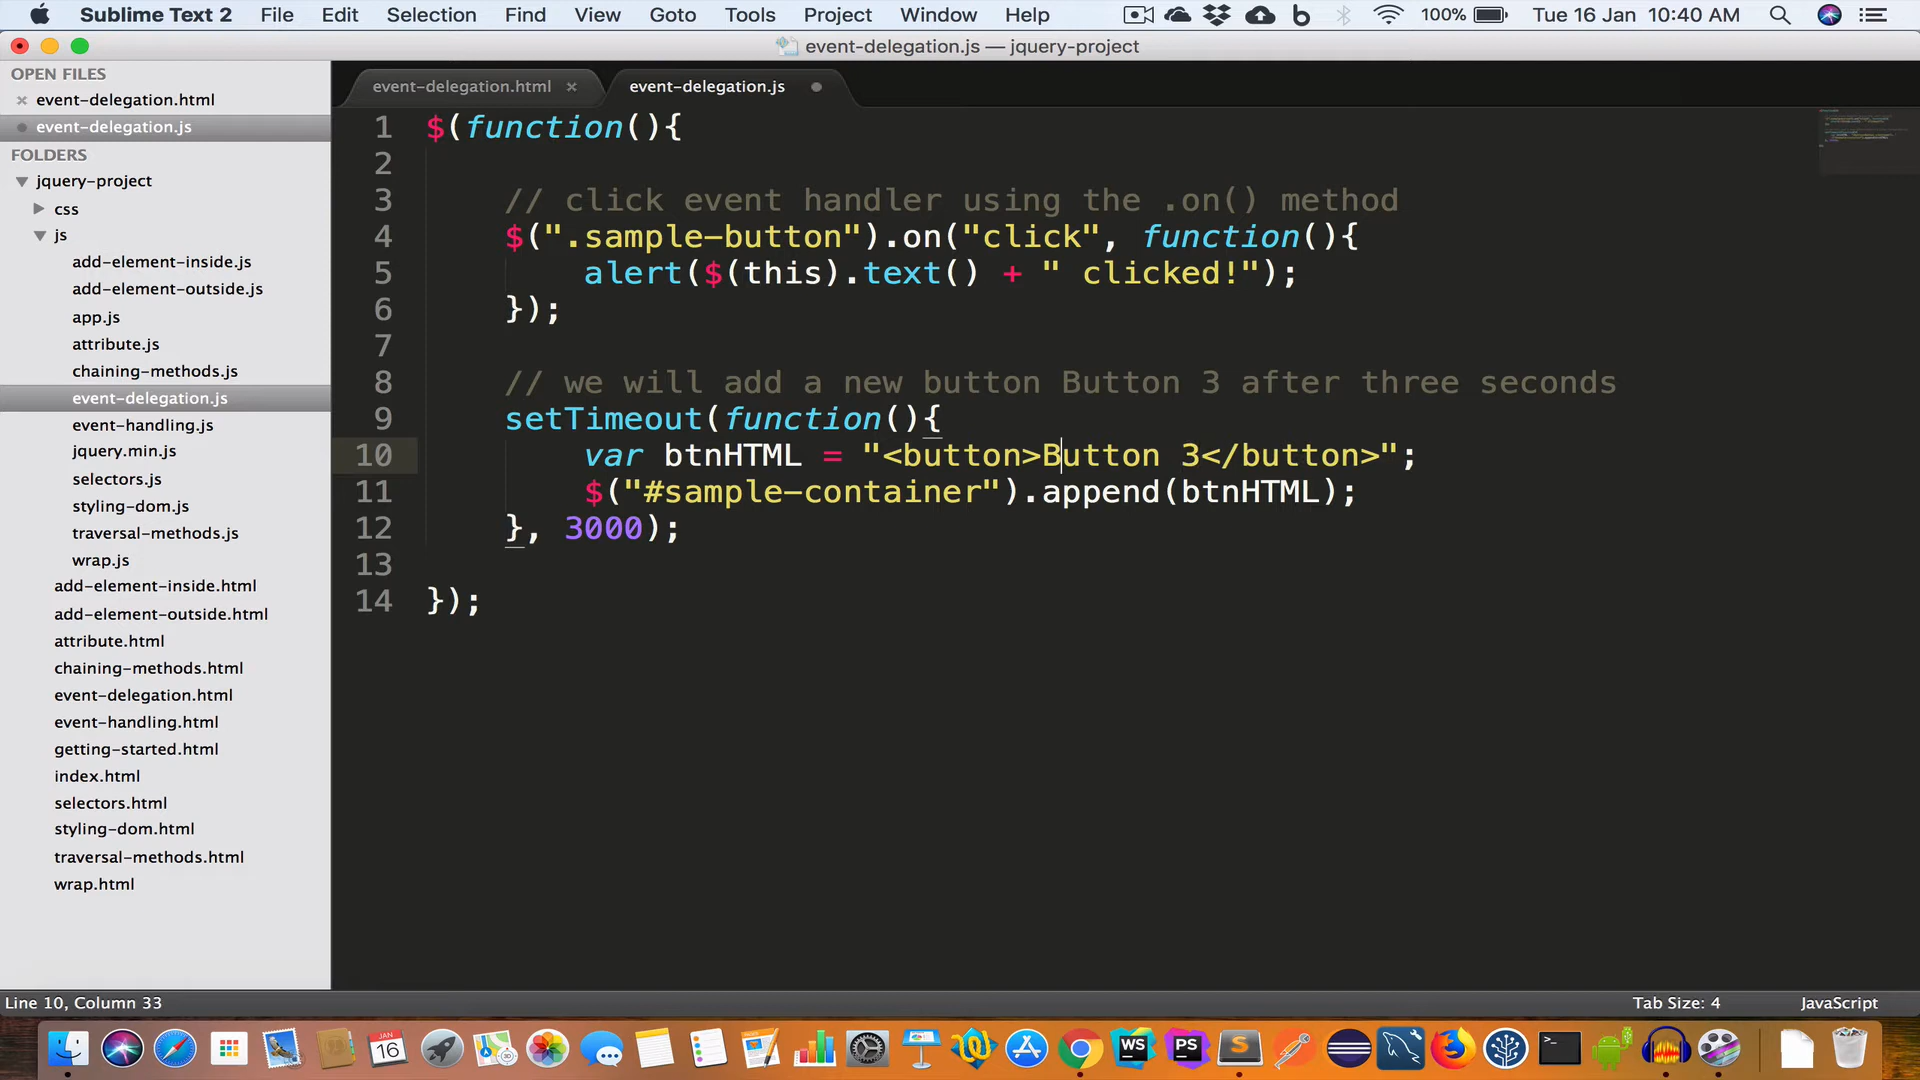 Sublime Text 2 File Edit Selection Find View Goto Tools Project Window Help 100% Tue 16 Jan 10:40 AM
event-delegation.js — jquery-project
OPEN FILES
event-delegation.html
event-delegation.js
FOLDERS
jquery-project
css
js
add-element-inside.js
add-element-outside.js
app.js
attribute.js
chaining-methods.js
event-delegation.js
event-handling.js
jquery.min.js
selectors.js
styling-dom.js
traversal-methods.js
wrap.js
add-element-inside.html
add-element-outside.html
attribute.html
chaining-methods.html
event-delegation.html
event-handling.html
getting-started.html
index.html
selectors.html
styling-dom.html
traversal-methods.html
wrap.html
event-delegation.html event-delegation.js
1 $(function(){
2
3 // click event handler using the .on() method
4 $(".sample-button").on("click", function(){
5 alert($(this).text() + " clicked!");
6 });
7
8 // we will add a new button Button 3 after three seconds
9 setTimeout(function(){
10 var btnHTML = "<button>Button 3</button>";
11 $("#sample-container").append(btnHTML);
12 }, 3000);
13
14 });
Line 10, Column 33 Tab Size: 4 JavaScript
JAN
16
WS
PS